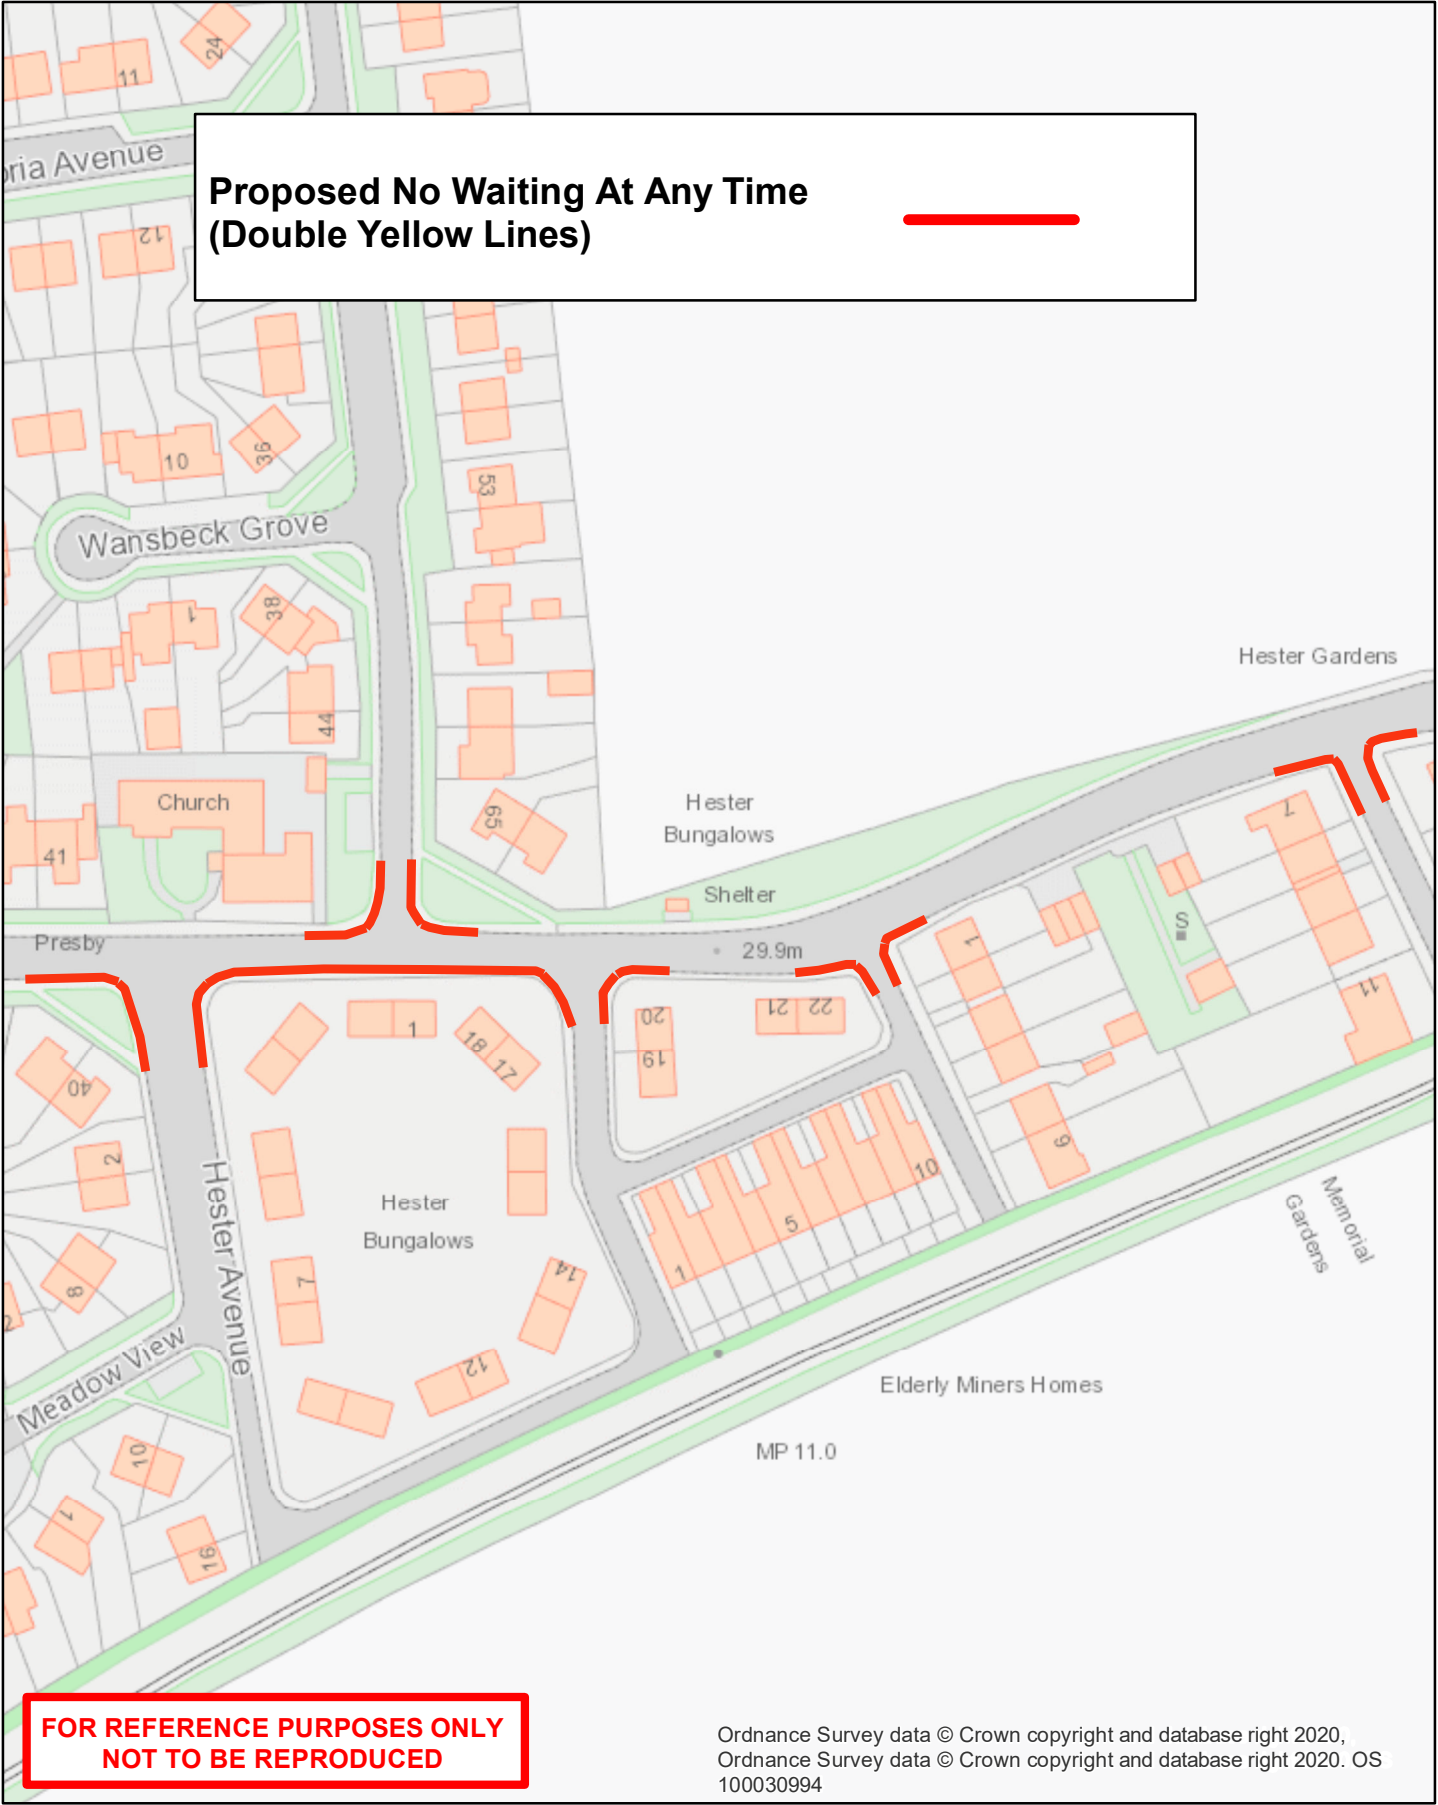 24
11
oria Avenue
Proposed No Waiting At Any Time
(Double Yellow Lines)
12
10
36
53
Wansbeck Grove
1
38
44
Hester Gardens
Church
65
Hester
Bungalows
7
41
Shelter
S
Presby
29.9m
1
11
1
18
17
20
19
21
22
40
2
9
10
Hester Avenue
Hester
Bungalows
5
1
Memorial
Gardens
8
7
14
2
12
Meadow View
Elderly Miners Homes
10
MP 11.0
1
16
FOR REFERENCE PURPOSES ONLY
NOT TO BE REPRODUCED
Ordnance Survey data © Crown copyright and database right 2020,
Ordnance Survey data © Crown copyright and database right 2020. OS
100030994